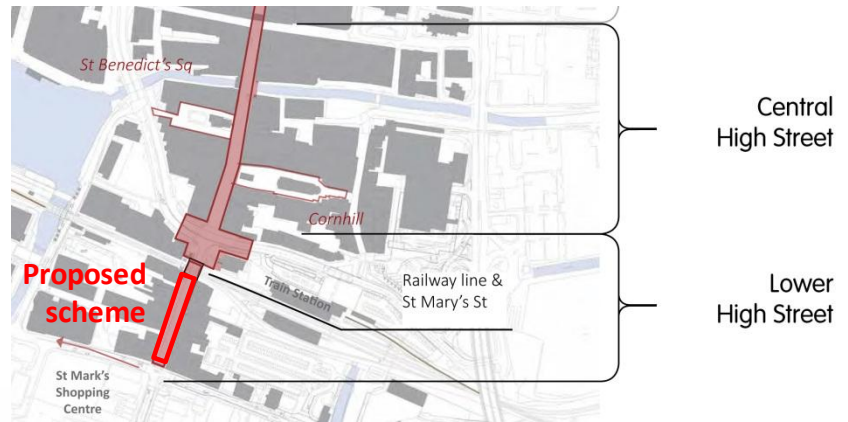 St Benedict's Sq
Central
High Street
Cornhill
Proposed
scheme
Train Station
Railway line &
St Mary's St
Lower
High Street
St Mark's
Shopping
Centre